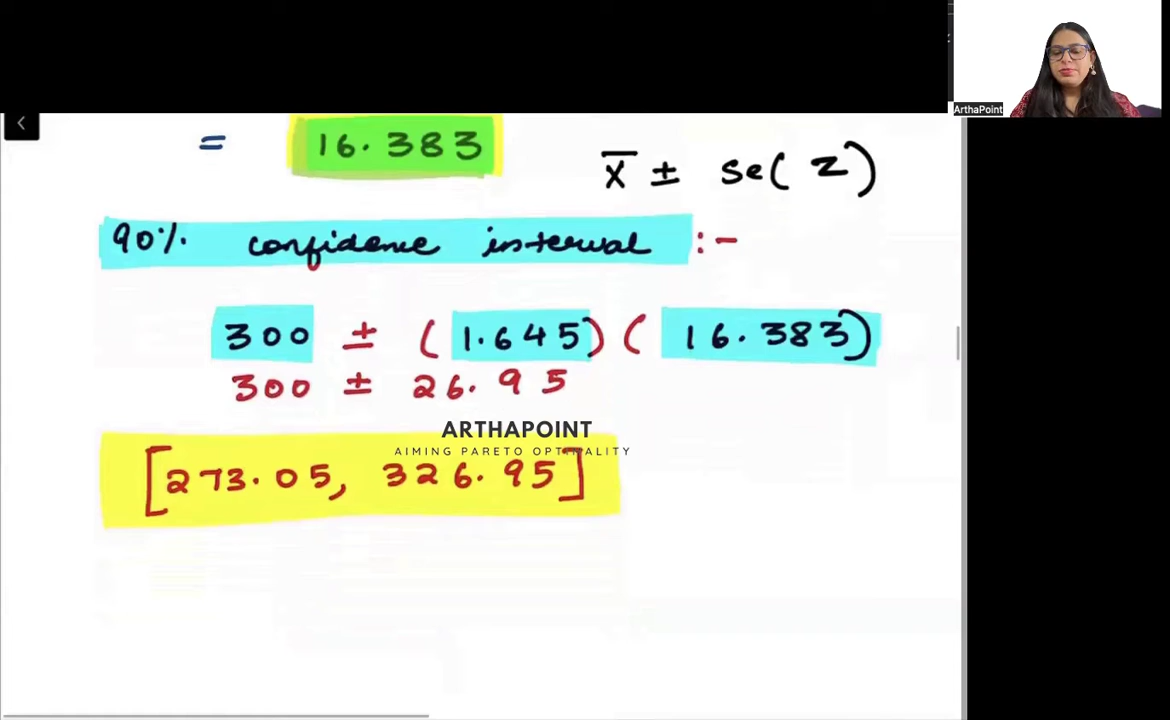 ArthaPoint
= 16.383
x̅ ± se( z )
90% confidence interval :-
300 ± (1.645) ( 16.383)
300 ± 26.95
ARTHAPOINT
AIMING PARETO OPTIMALITY
[273.05, 326.95]